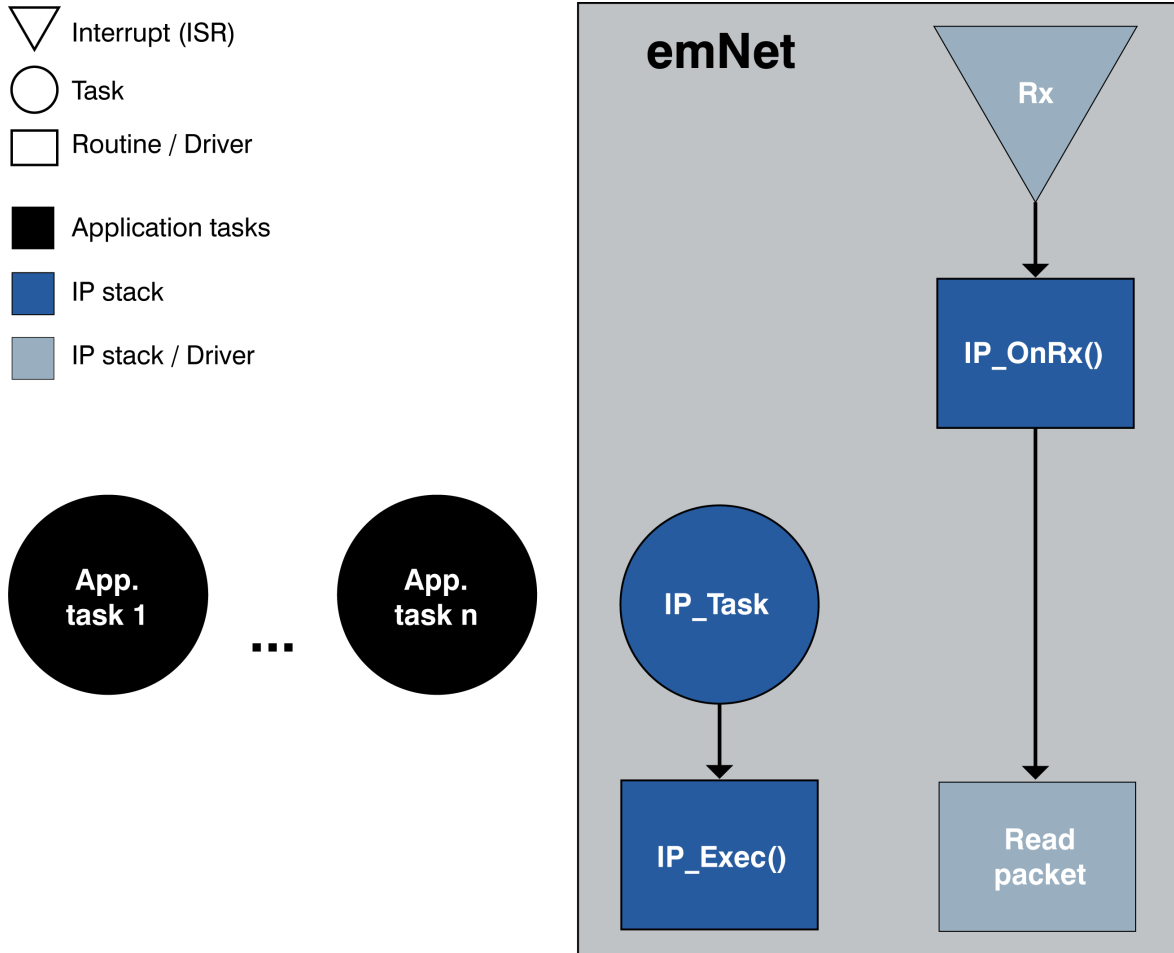 Interrupt (ISR)
Task
Routine / Driver
Application tasks
IP stack
IP stack / Driver
App.
task 1
...
App.
task n
emNet
Rx
IP_OnRx()
IP_Task
IP_Exec()
Read
packet